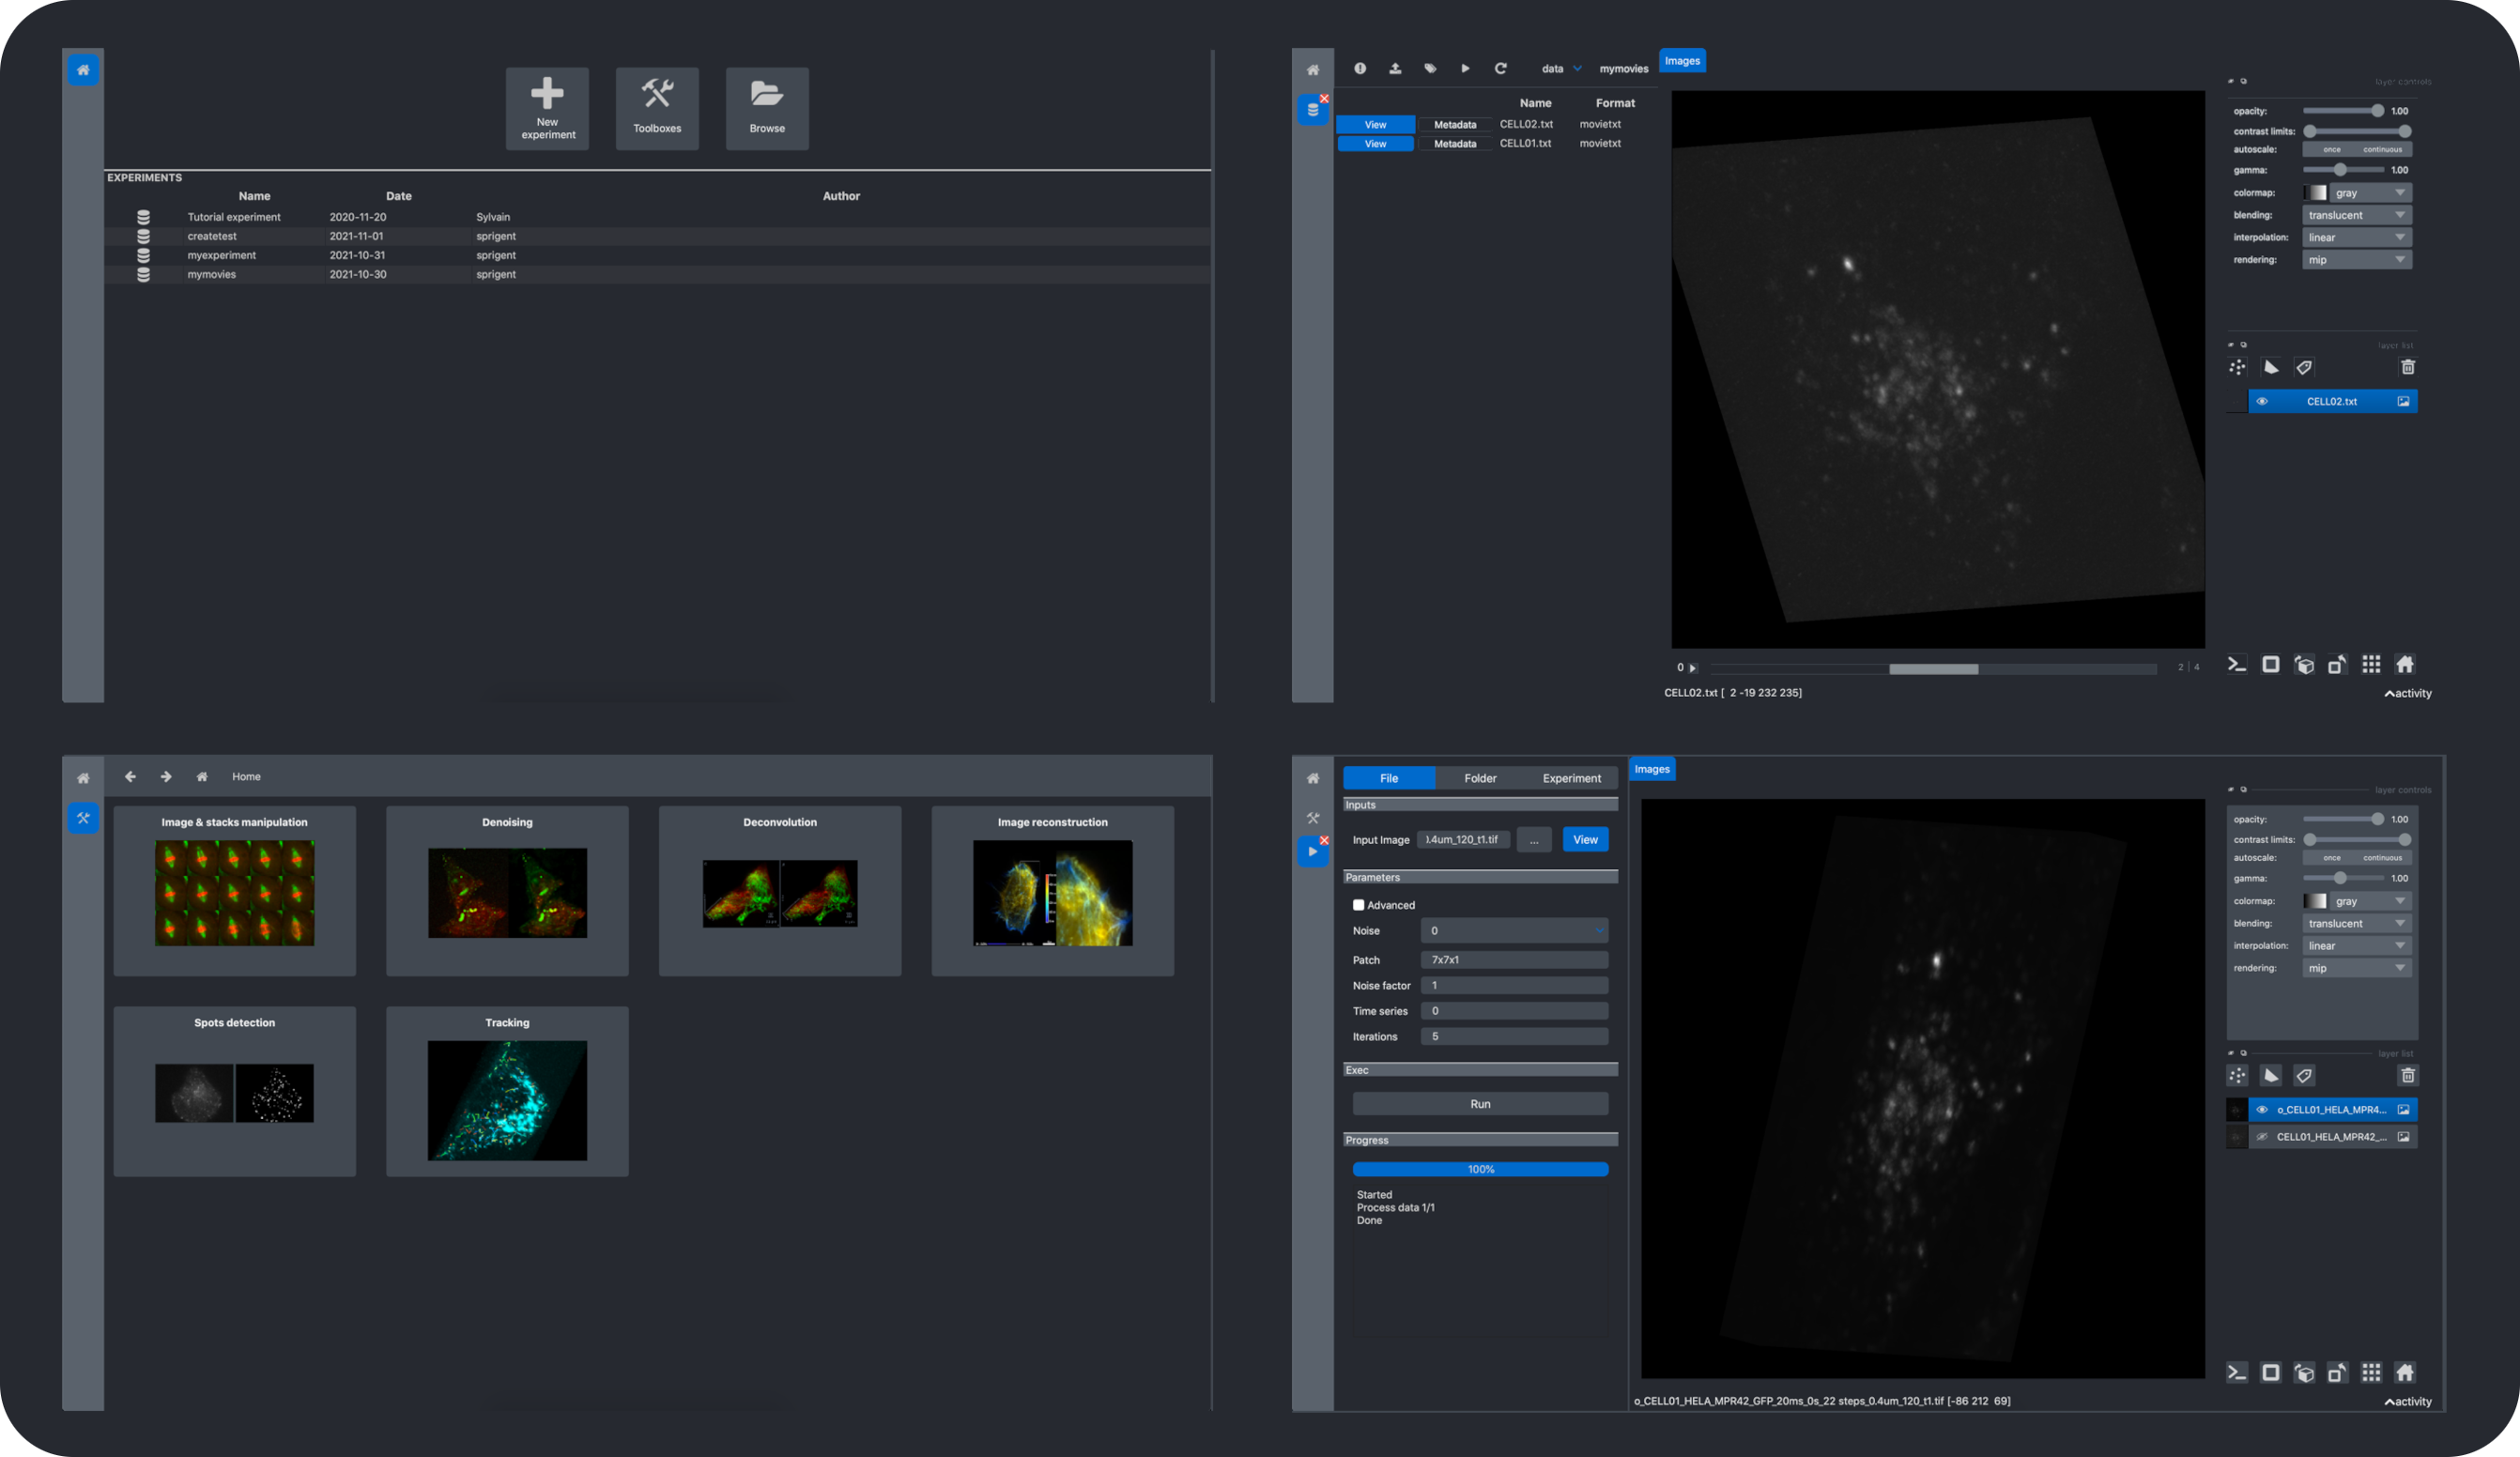 New
experiment
Toolboxes
Browse
EXPERIMENTS
Name Date Author
Tutorial experiment 2020-11-20 Sylvain
createtest 2021-11-01 sprigent
myexperiment 2021-10-31 sprigent
mymovies 2021-10-30 sprigent
data mymovies Images
Name Format
View Metadata CELL02.txt movietxt
View Metadata CELL01.txt movietxt
layer controls
opacity: 1.00
contrast limits:
autoscale: once continuous
gamma: 1.00
colormap: gray
blending: translucent
interpolation: linear
rendering: mip
layer list
CELL02.txt
0 2 | 4
CELL02.txt [ 2 -19 232 235]
activity
Home
Image & stacks manipulation
Denoising
Deconvolution
Image reconstruction
Spots detection
Tracking
File Folder Experiment
Inputs
Input Image ).4um_120_t1.tif ... View
Parameters
Advanced
Noise 0
Patch 7x7x1
Noise factor 1
Time series 0
Iterations 5
Exec
Run
Progress
100%
Started
Process data 1/1
Done
Images
layer controls
opacity: 1.00
contrast limits:
autoscale: once continuous
gamma: 1.00
colormap: gray
blending: translucent
interpolation: linear
rendering: mip
layer list
o_CELL01_HELA_MPR4...
CELL01_HELA_MPR42_...
o_CELL01_HELA_MPR42_GFP_20ms_0s_22 steps_0.4um_120_t1.tif [-86 212 69]
activity